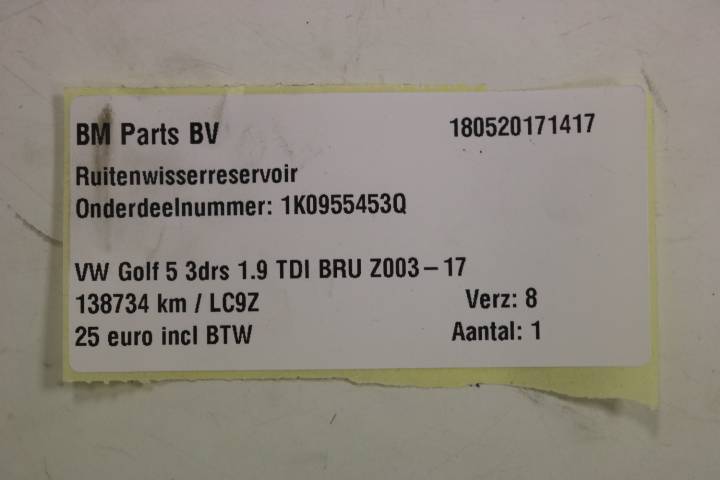 BM Parts BV 180520171417
Ruitenwisserreservoir
Onderdeelnummer: 1K0955453Q
VW Golf 5 3drs 1.9 TDI BRU Z003-17
138734 km / LC9Z Verz: 8
25 euro incl BTW Aantal: 1